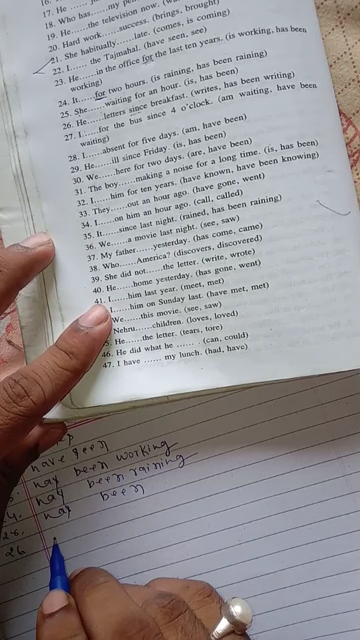 17. He
18. Who has......my pen
19. He......the television now.
20. Hard work......success. (brings, brought)
21. She habitually......late. (comes, is coming)
22. I...... the Tajmahal. (have seen, see)
23. He......in the office for the last ten years. (is working, has been working)
24. It......for two hours. (is raining, has been raining)
25. She......waiting for an hour. (is, has been)
26. He......letters since breakfast. (writes, has been writing)
27. I......for the bus since 4 o'clock. (am waiting, have been waiting)
28. I......absent for five days. (am, have been)
29. He......ill since Friday. (is, has been)
30. We......here for two days. (are, have been)
31. The boy......making a noise for a long time. (is, has been)
32. I......him for ten years. (have known, have been knowing)
33. They......out an hour ago. (have gone, went)
34. I......on him an hour ago. (call, called)
35. It......since last night. (rained, has been raining)
36. We......a movie last night. (see, saw)
37. My father......yesterday. (has come, came)
38. Who......America? (discovers, discovered)
39. She did not......the letter. (write, wrote)
40. He......home yesterday. (has gone, went)
41. I......him last year. (meet, met)
I......him on Sunday last. (have met, met)
We......this movie. (see, saw)
Nehru......children. (loves, loved)
He......the letter. (tears, tore)
46. He did what he ...... (can, could)
47. I have ...... my lunch. (had, have)
have seen
has been working
has been raining
has been
26